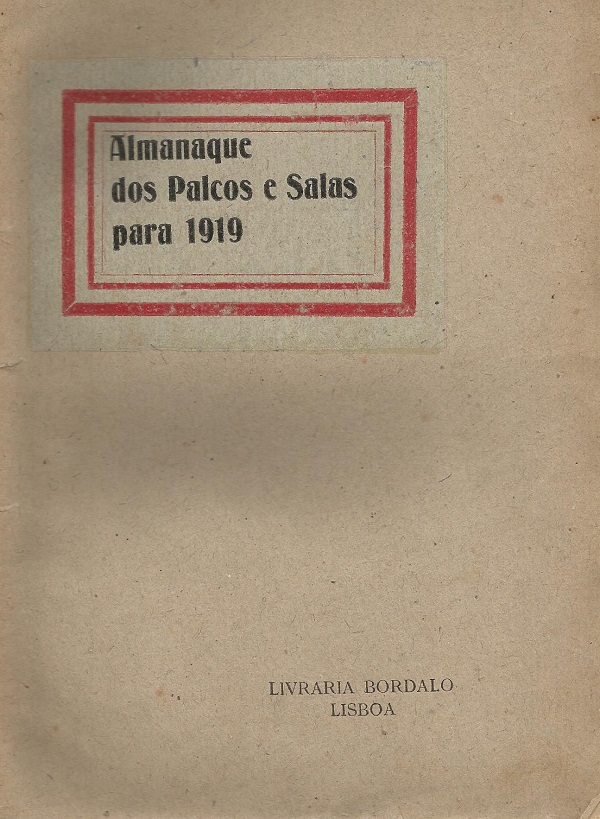 Almanaque
dos Palcos e Salas
para 1919
LIVRARIA BORDALO
LISBOA